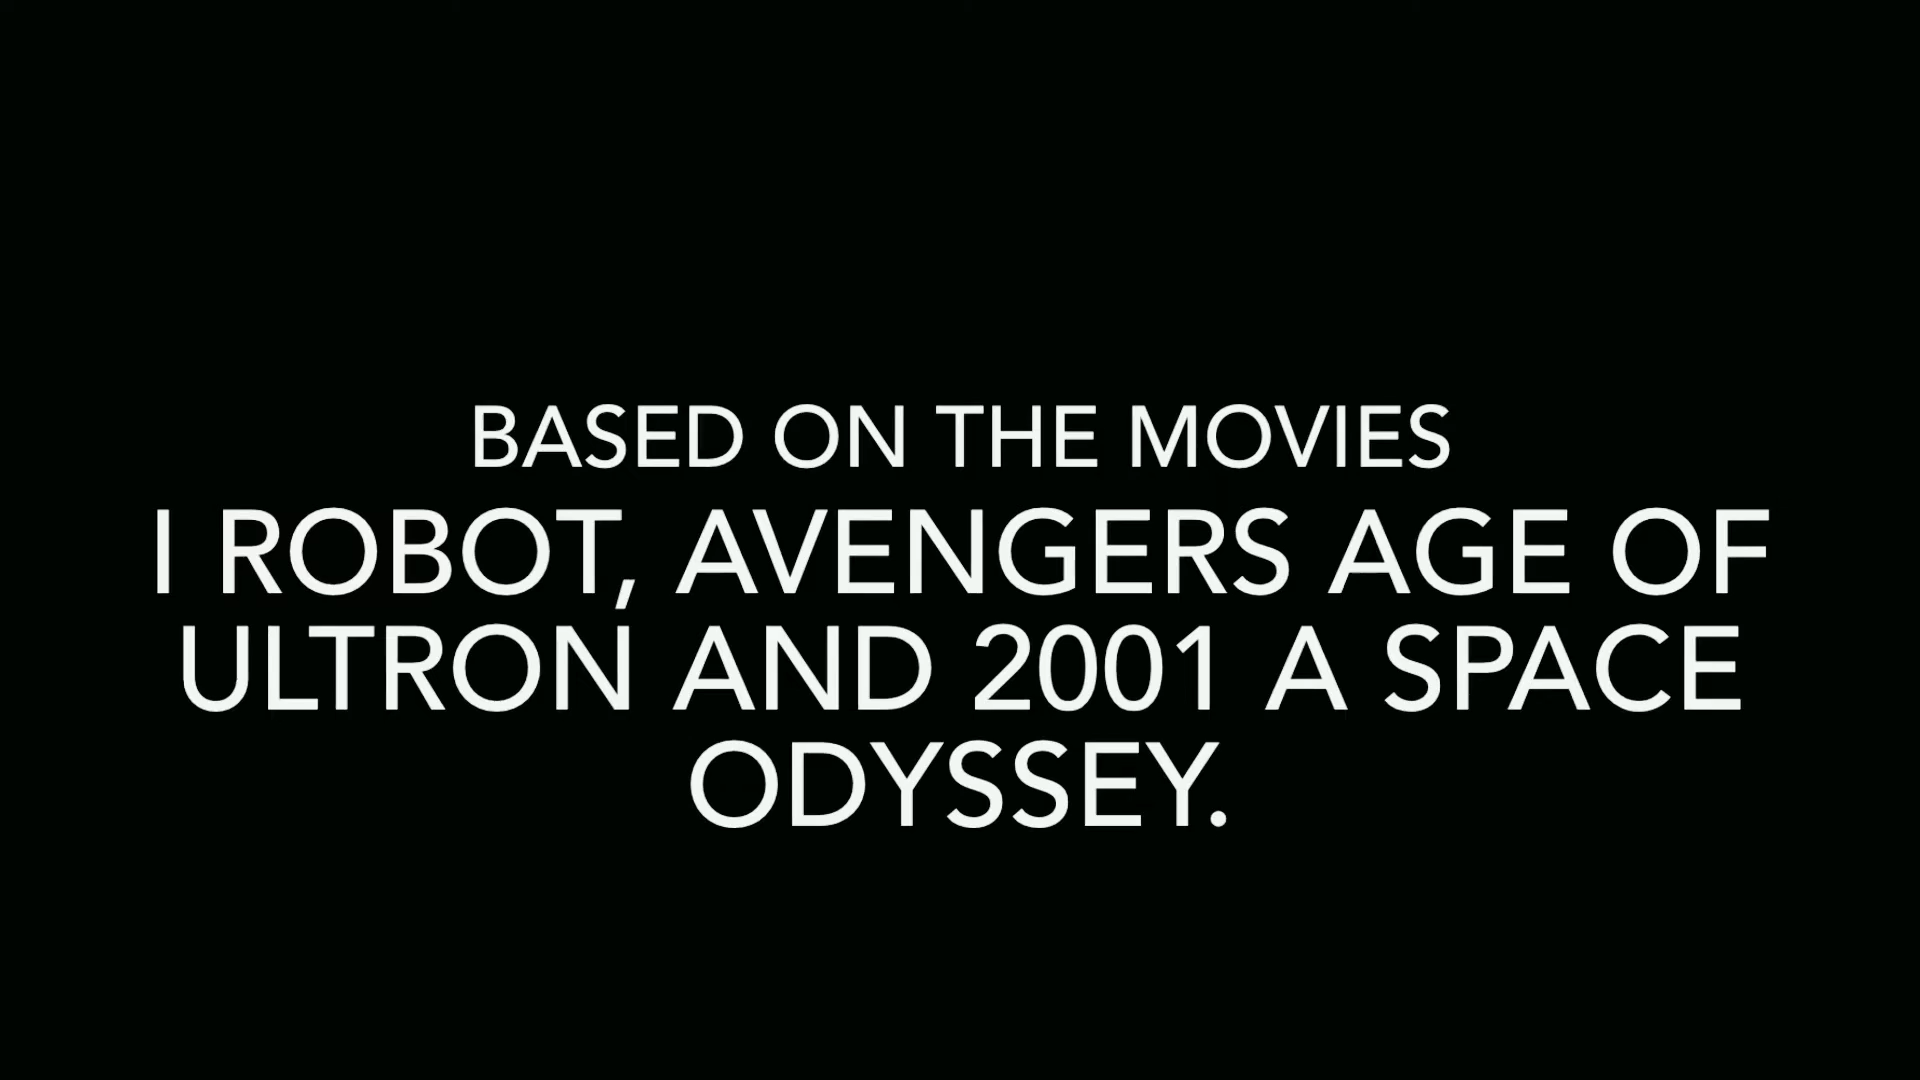 BASED ON THE MOVIES
I ROBOT, AVENGERS AGE OF
ULTRON AND 2001 A SPACE
ODYSSEY.